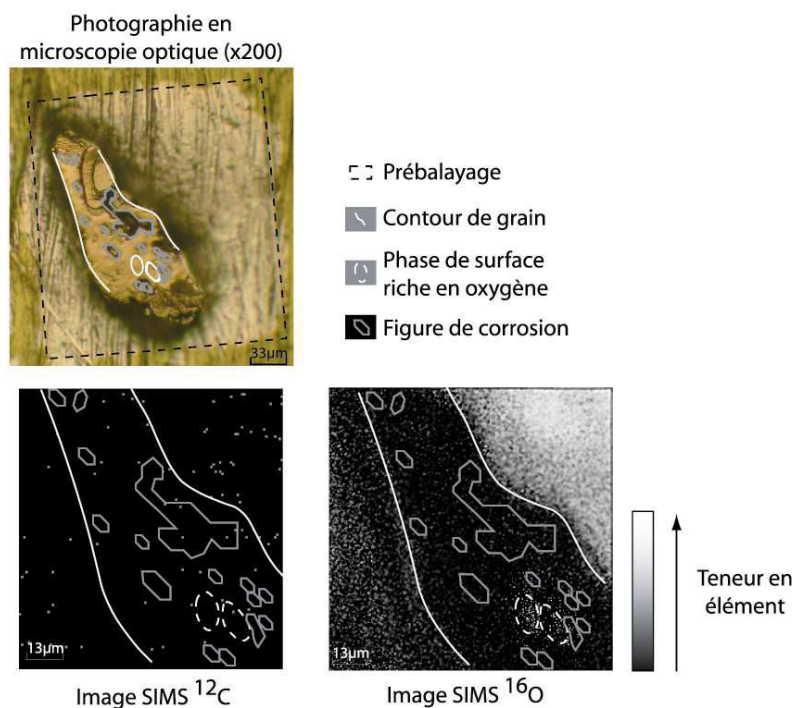 Photographie en
microscopie optique (x200)
33µm
Prébalayage
Contour de grain
Phase de surface
riche en oxygène
Figure de corrosion
13µm
13µm
Teneur en
élément
Image SIMS ¹²C
Image SIMS ¹⁶O